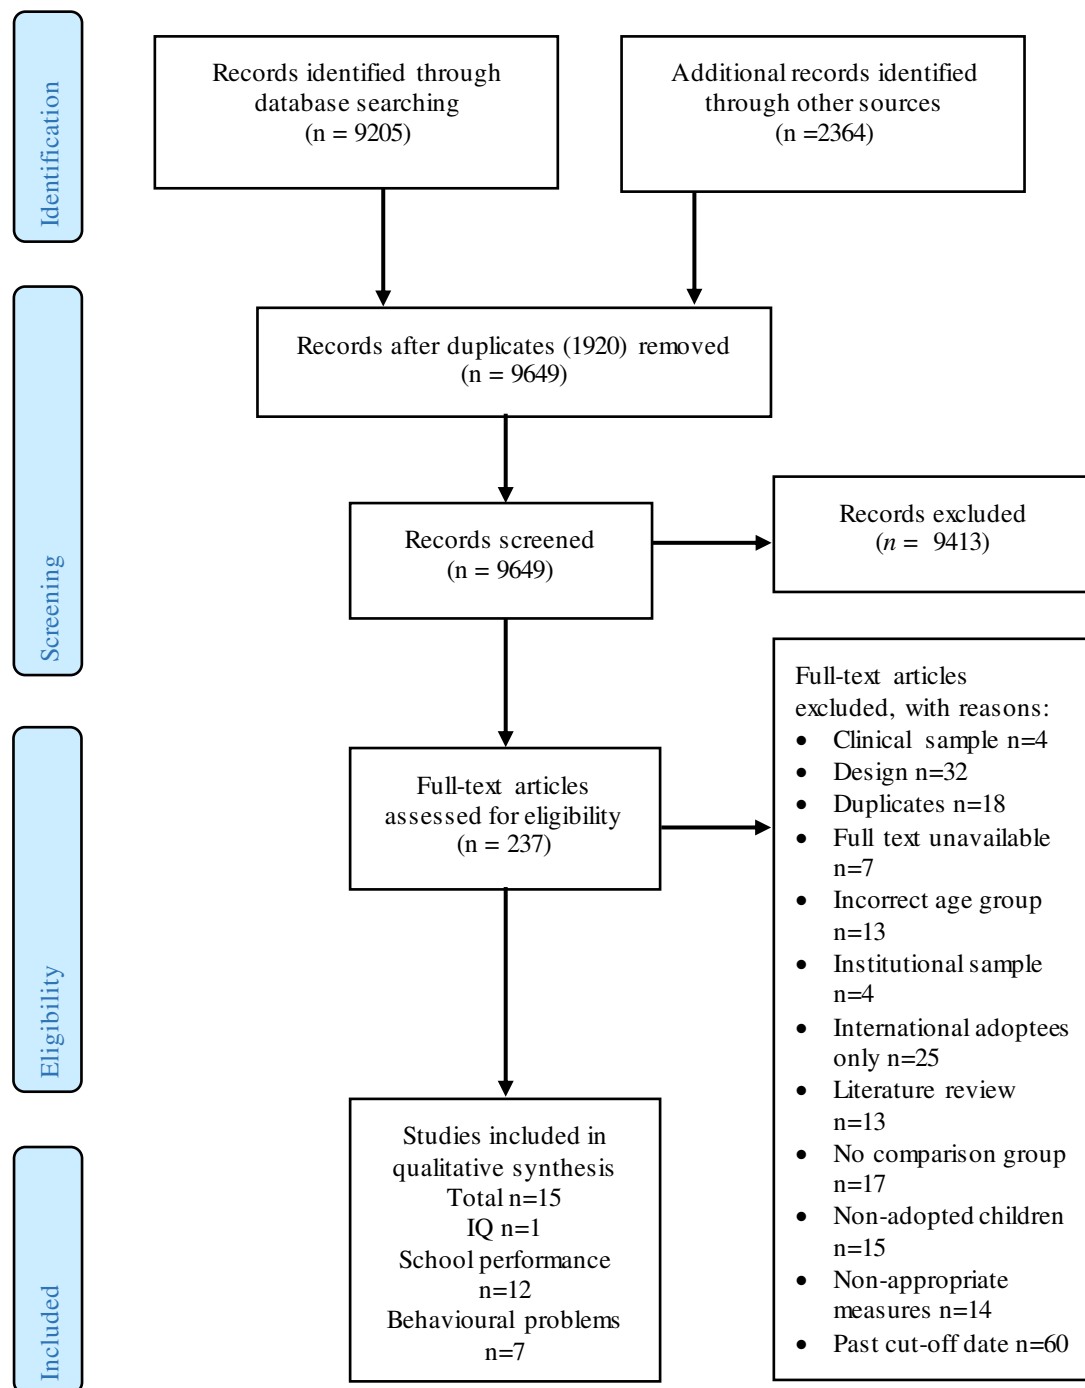 Identification
Records identified through
database searching
(n = 9205)
Additional records identified
through other sources
(n =2364)
Records after duplicates (1920) removed
(n = 9649)
Screening
Records screened
(n = 9649)
Records excluded
(n = 9413)
Eligibility
Full-text articles
assessed for eligibility
(n = 237)
Full-text articles
excluded, with reasons:
• Clinical sample n=4
• Design n=32
• Duplicates n=18
• Full text unavailable
n=7
• Incorrect age group
n=13
• Institutional sample
n=4
• International adoptees
only n=25
• Literature review
n=13
• No comparison group
n=17
• Non-adopted children
n=15
• Non-appropriate
measures n=14
• Past cut-off date n=60
Included
Studies included in
qualitative synthesis
Total n=15
IQ n=1
School performance
n=12
Behavioural problems
n=7